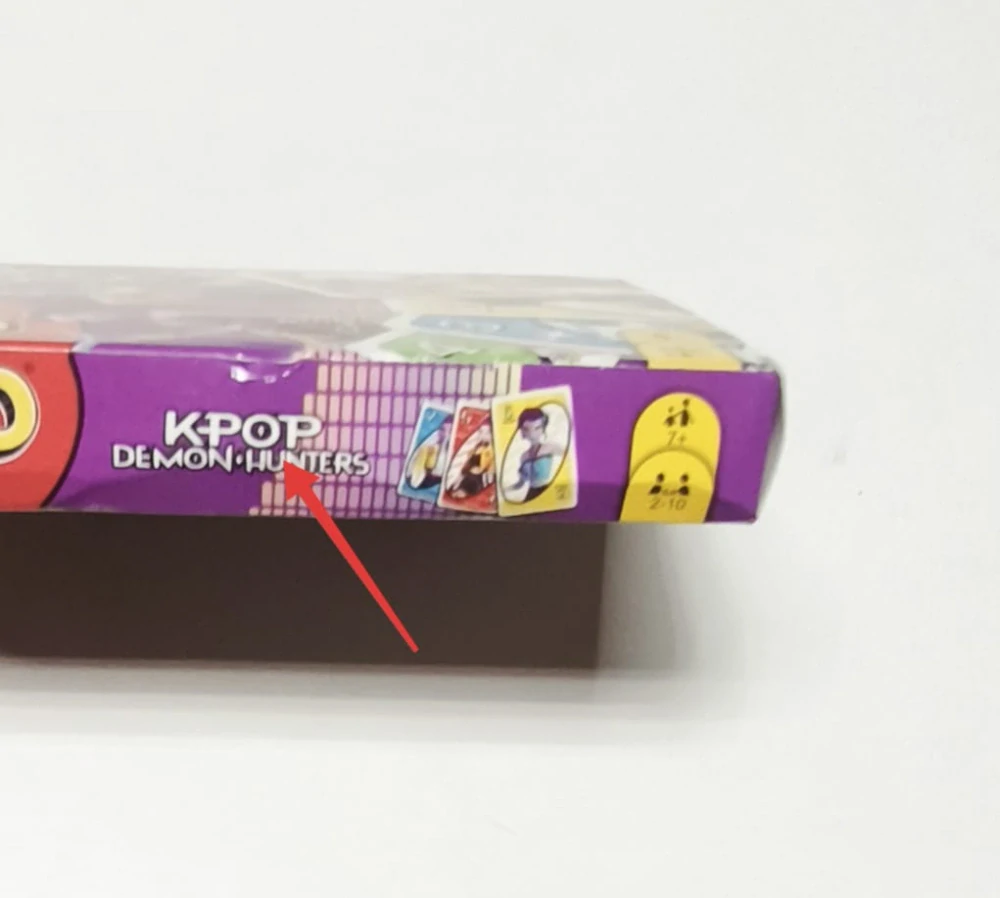 KPOP
DEMON HUNTERS
7+
2-10